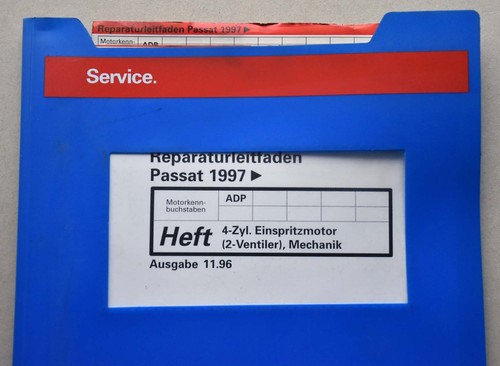 Reparaturleitfaden Passat 1997 ▶
Motorkenn- ADP
Service.
Reparaturleitfaden
Passat 1997 ▶
Motorkenn-
buchstaben
ADP
Heft
4-Zyl. Einspritzmotor
(2-Ventiler), Mechanik
Ausgabe 11.96